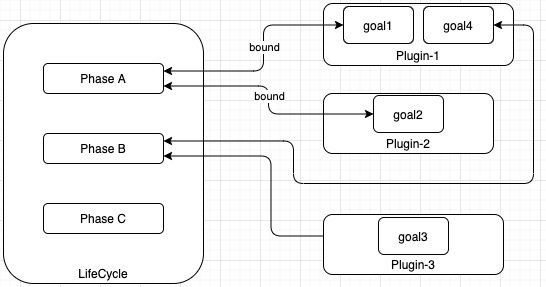 goal1
goal4
Plugin-1
bound
Phase A
bound
goal2
Plugin-2
Phase B
Phase C
goal3
Plugin-3
LifeCycle